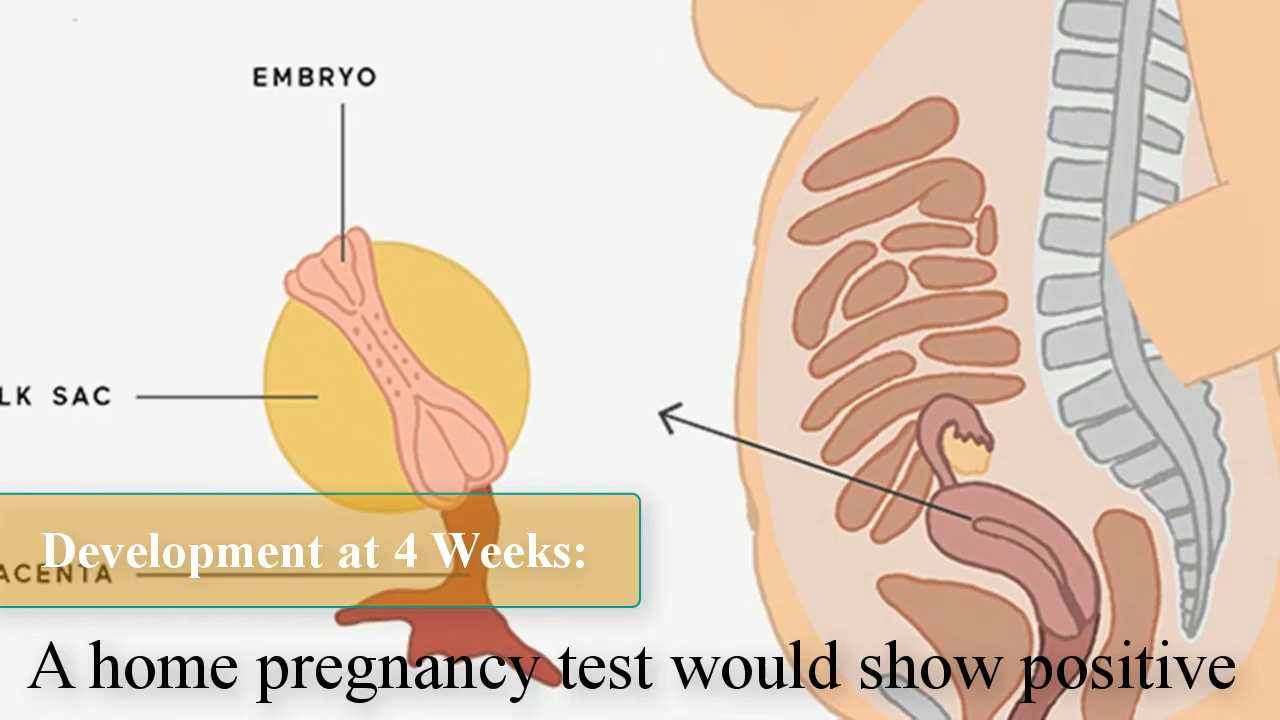 EMBRYO
LK SAC
Development at 4 Weeks:
ACENTA
A home pregnancy test would show positive